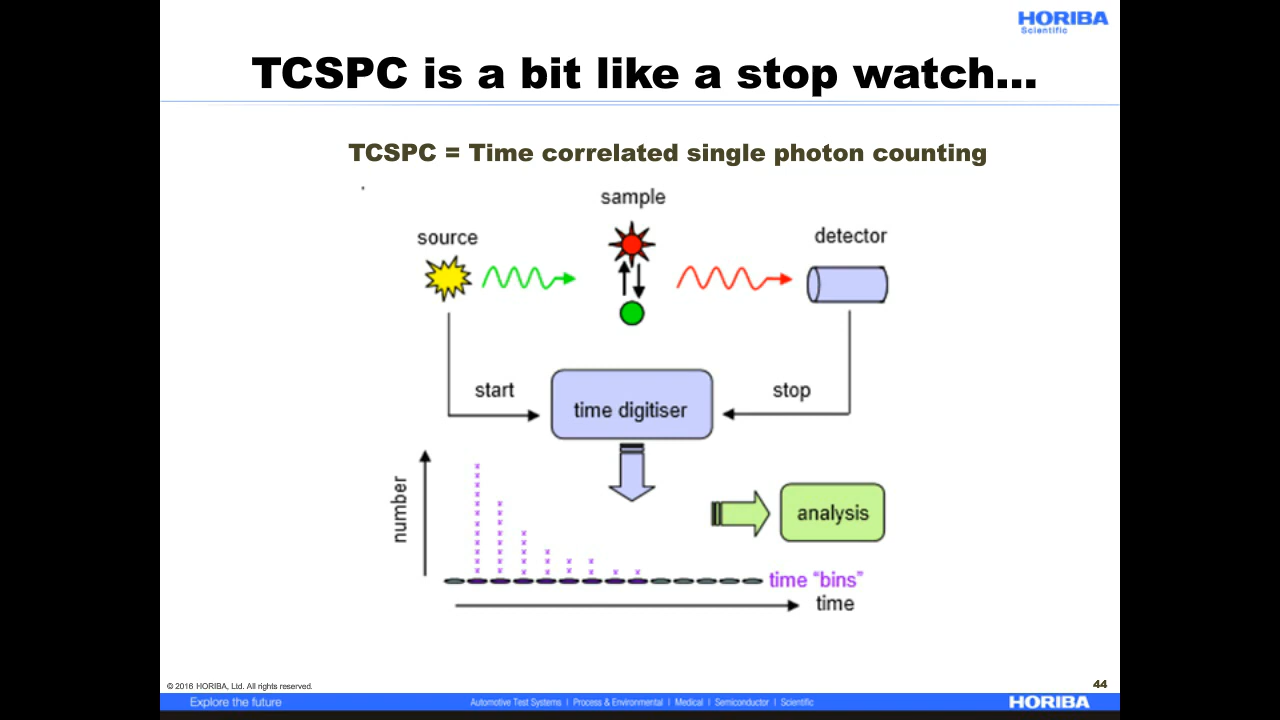 HORIBA
Scientific
TCSPC is a bit like a stop watch...
TCSPC = Time correlated single photon counting
sample
source
detector
start
time digitiser
stop
number
analysis
time "bins"
time
© 2016 HORIBA, Ltd. All rights reserved.
44
Explore the future
Automotive Test Systems | Process & Environmental | Medical | Semiconductor | Scientific
HORIBA